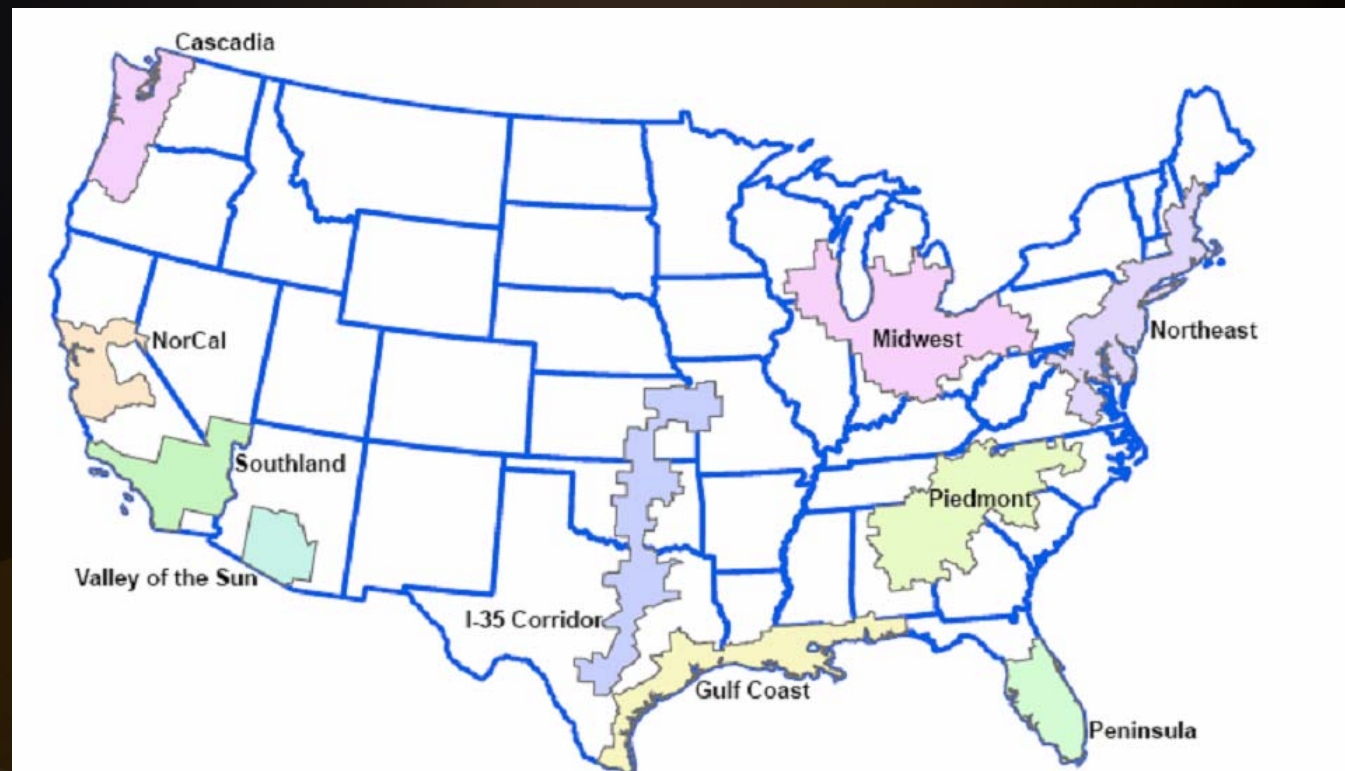 Cascadia
NorCal
Midwest
Northeast
Southland
Piedmont
Valley of the Sun
I-35 Corridor
Gulf Coast
Peninsula